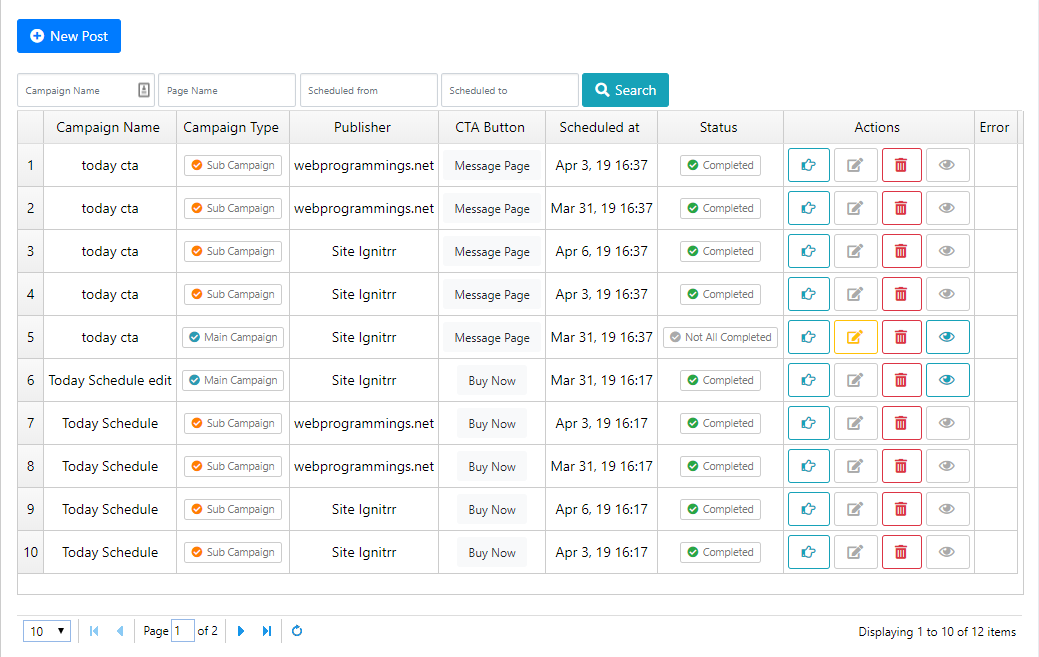 New Post
Campaign Name Page Name Scheduled from Scheduled to Search
Campaign Name Campaign Type Publisher CTA Button Scheduled at Status Actions Error
1 today cta Sub Campaign webprogrammings.net Message Page Apr 3, 19 16:37 Completed
2 today cta Sub Campaign webprogrammings.net Message Page Mar 31, 19 16:37 Completed
3 today cta Sub Campaign Site Ignitrr Message Page Apr 6, 19 16:37 Completed
4 today cta Sub Campaign Site Ignitrr Message Page Apr 3, 19 16:37 Completed
5 today cta Main Campaign Site Ignitrr Message Page Mar 31, 19 16:37 Not All Completed
6 Today Schedule edit Main Campaign Site Ignitrr Buy Now Mar 31, 19 16:17 Completed
7 Today Schedule Sub Campaign webprogrammings.net Buy Now Apr 3, 19 16:17 Completed
8 Today Schedule Sub Campaign webprogrammings.net Buy Now Mar 31, 19 16:17 Completed
9 Today Schedule Sub Campaign Site Ignitrr Buy Now Apr 6, 19 16:17 Completed
10 Today Schedule Sub Campaign Site Ignitrr Buy Now Apr 3, 19 16:17 Completed
10 Page 1 of 2 Displaying 1 to 10 of 12 items